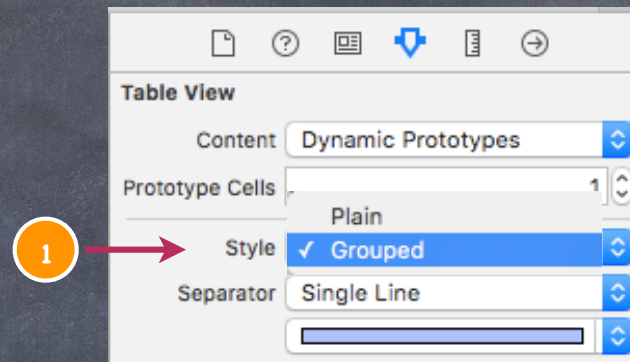 Table View
Content Dynamic Prototypes
Prototype Cells 1
Plain
1 Style ✓ Grouped
Separator Single Line